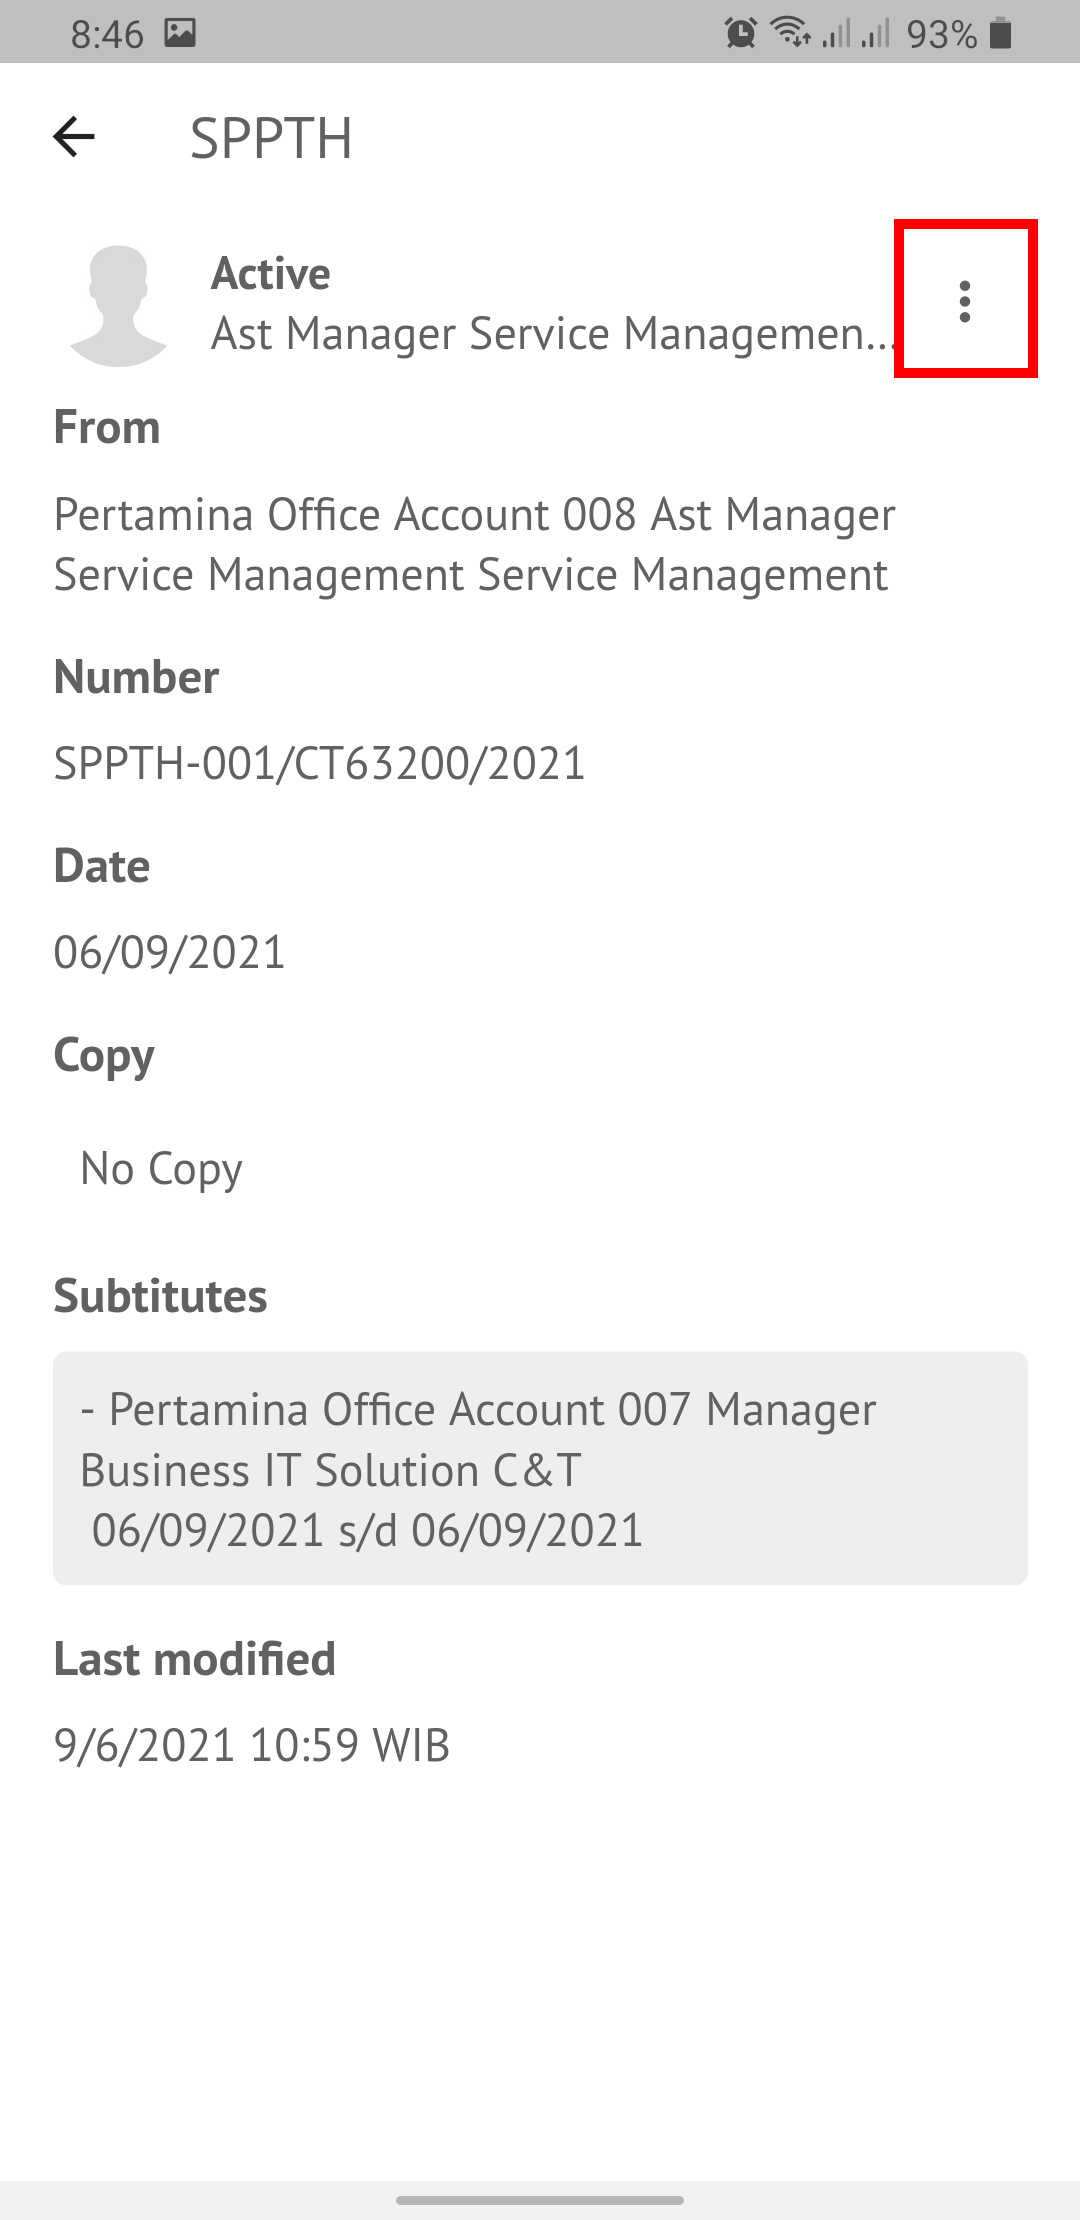 8:46
93%
SPPTH
Active
Ast Manager Service Managemen...
From
Pertamina Office Account 008 Ast Manager
Service Management Service Management
Number
SPPTH-001/CT63200/2021
Date
06/09/2021
Copy
No Copy
Subtitutes
- Pertamina Office Account 007 Manager
Business IT Solution C&T
06/09/2021 s/d 06/09/2021
Last modified
9/6/2021 10:59 WIB